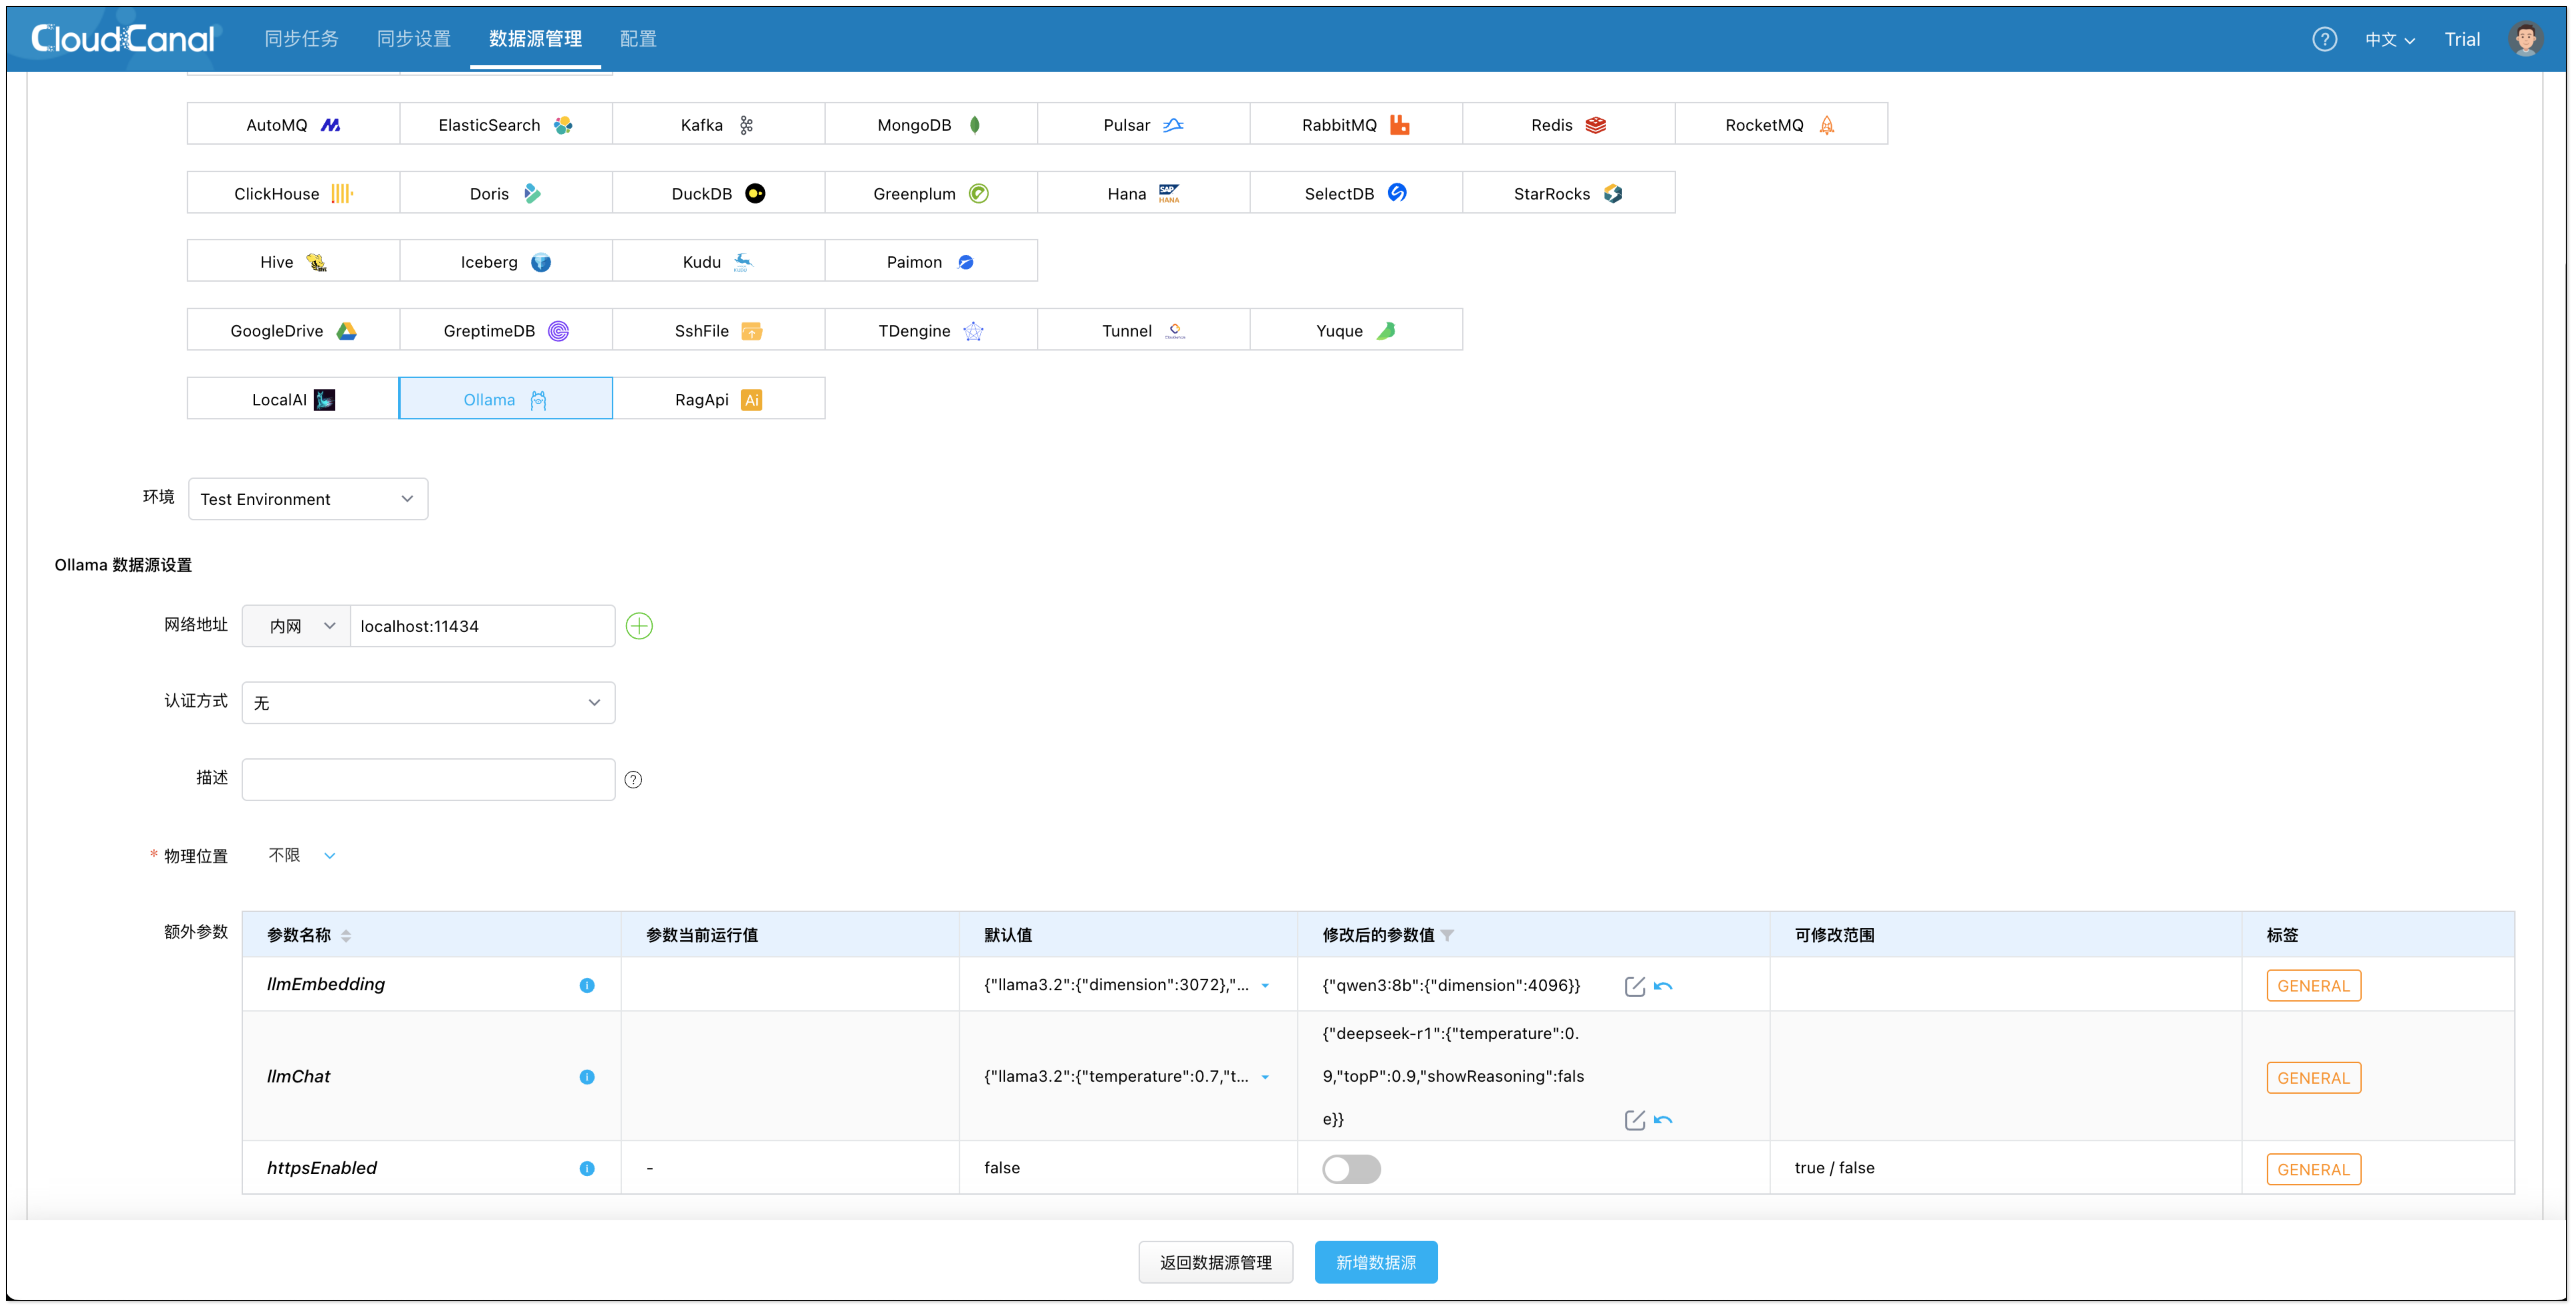 CloudCanal 同步任务 同步设置 数据源管理 配置 ? 中文 Trial
AutoMQ ElasticSearch Kafka MongoDB Pulsar RabbitMQ Redis RocketMQ
ClickHouse Doris DuckDB Greenplum Hana SAP HANA SelectDB StarRocks
Hive Iceberg Kudu Paimon
GoogleDrive GreptimeDB SshFile TDengine Tunnel Yuque
LocalAI Ollama RagApi Ai
环境 Test Environment
Ollama 数据源设置
网络地址 内网 localhost:11434
认证方式 无
描述 ?
* 物理位置 不限
额外参数 参数名称 参数当前运行值 默认值 修改后的参数值 可修改范围 标签
llmEmbedding {"llama3.2":{"dimension":3072},"... {"qwen3:8b":{"dimension":4096}} GENERAL
{"deepseek-r1":{"temperature":0.
llmChat {"llama3.2":{"temperature":0.7,"t... 9,"topP":0.9,"showReasoning":fals GENERAL
e}}
httpsEnabled - false true / false GENERAL
返回数据源管理 新增数据源